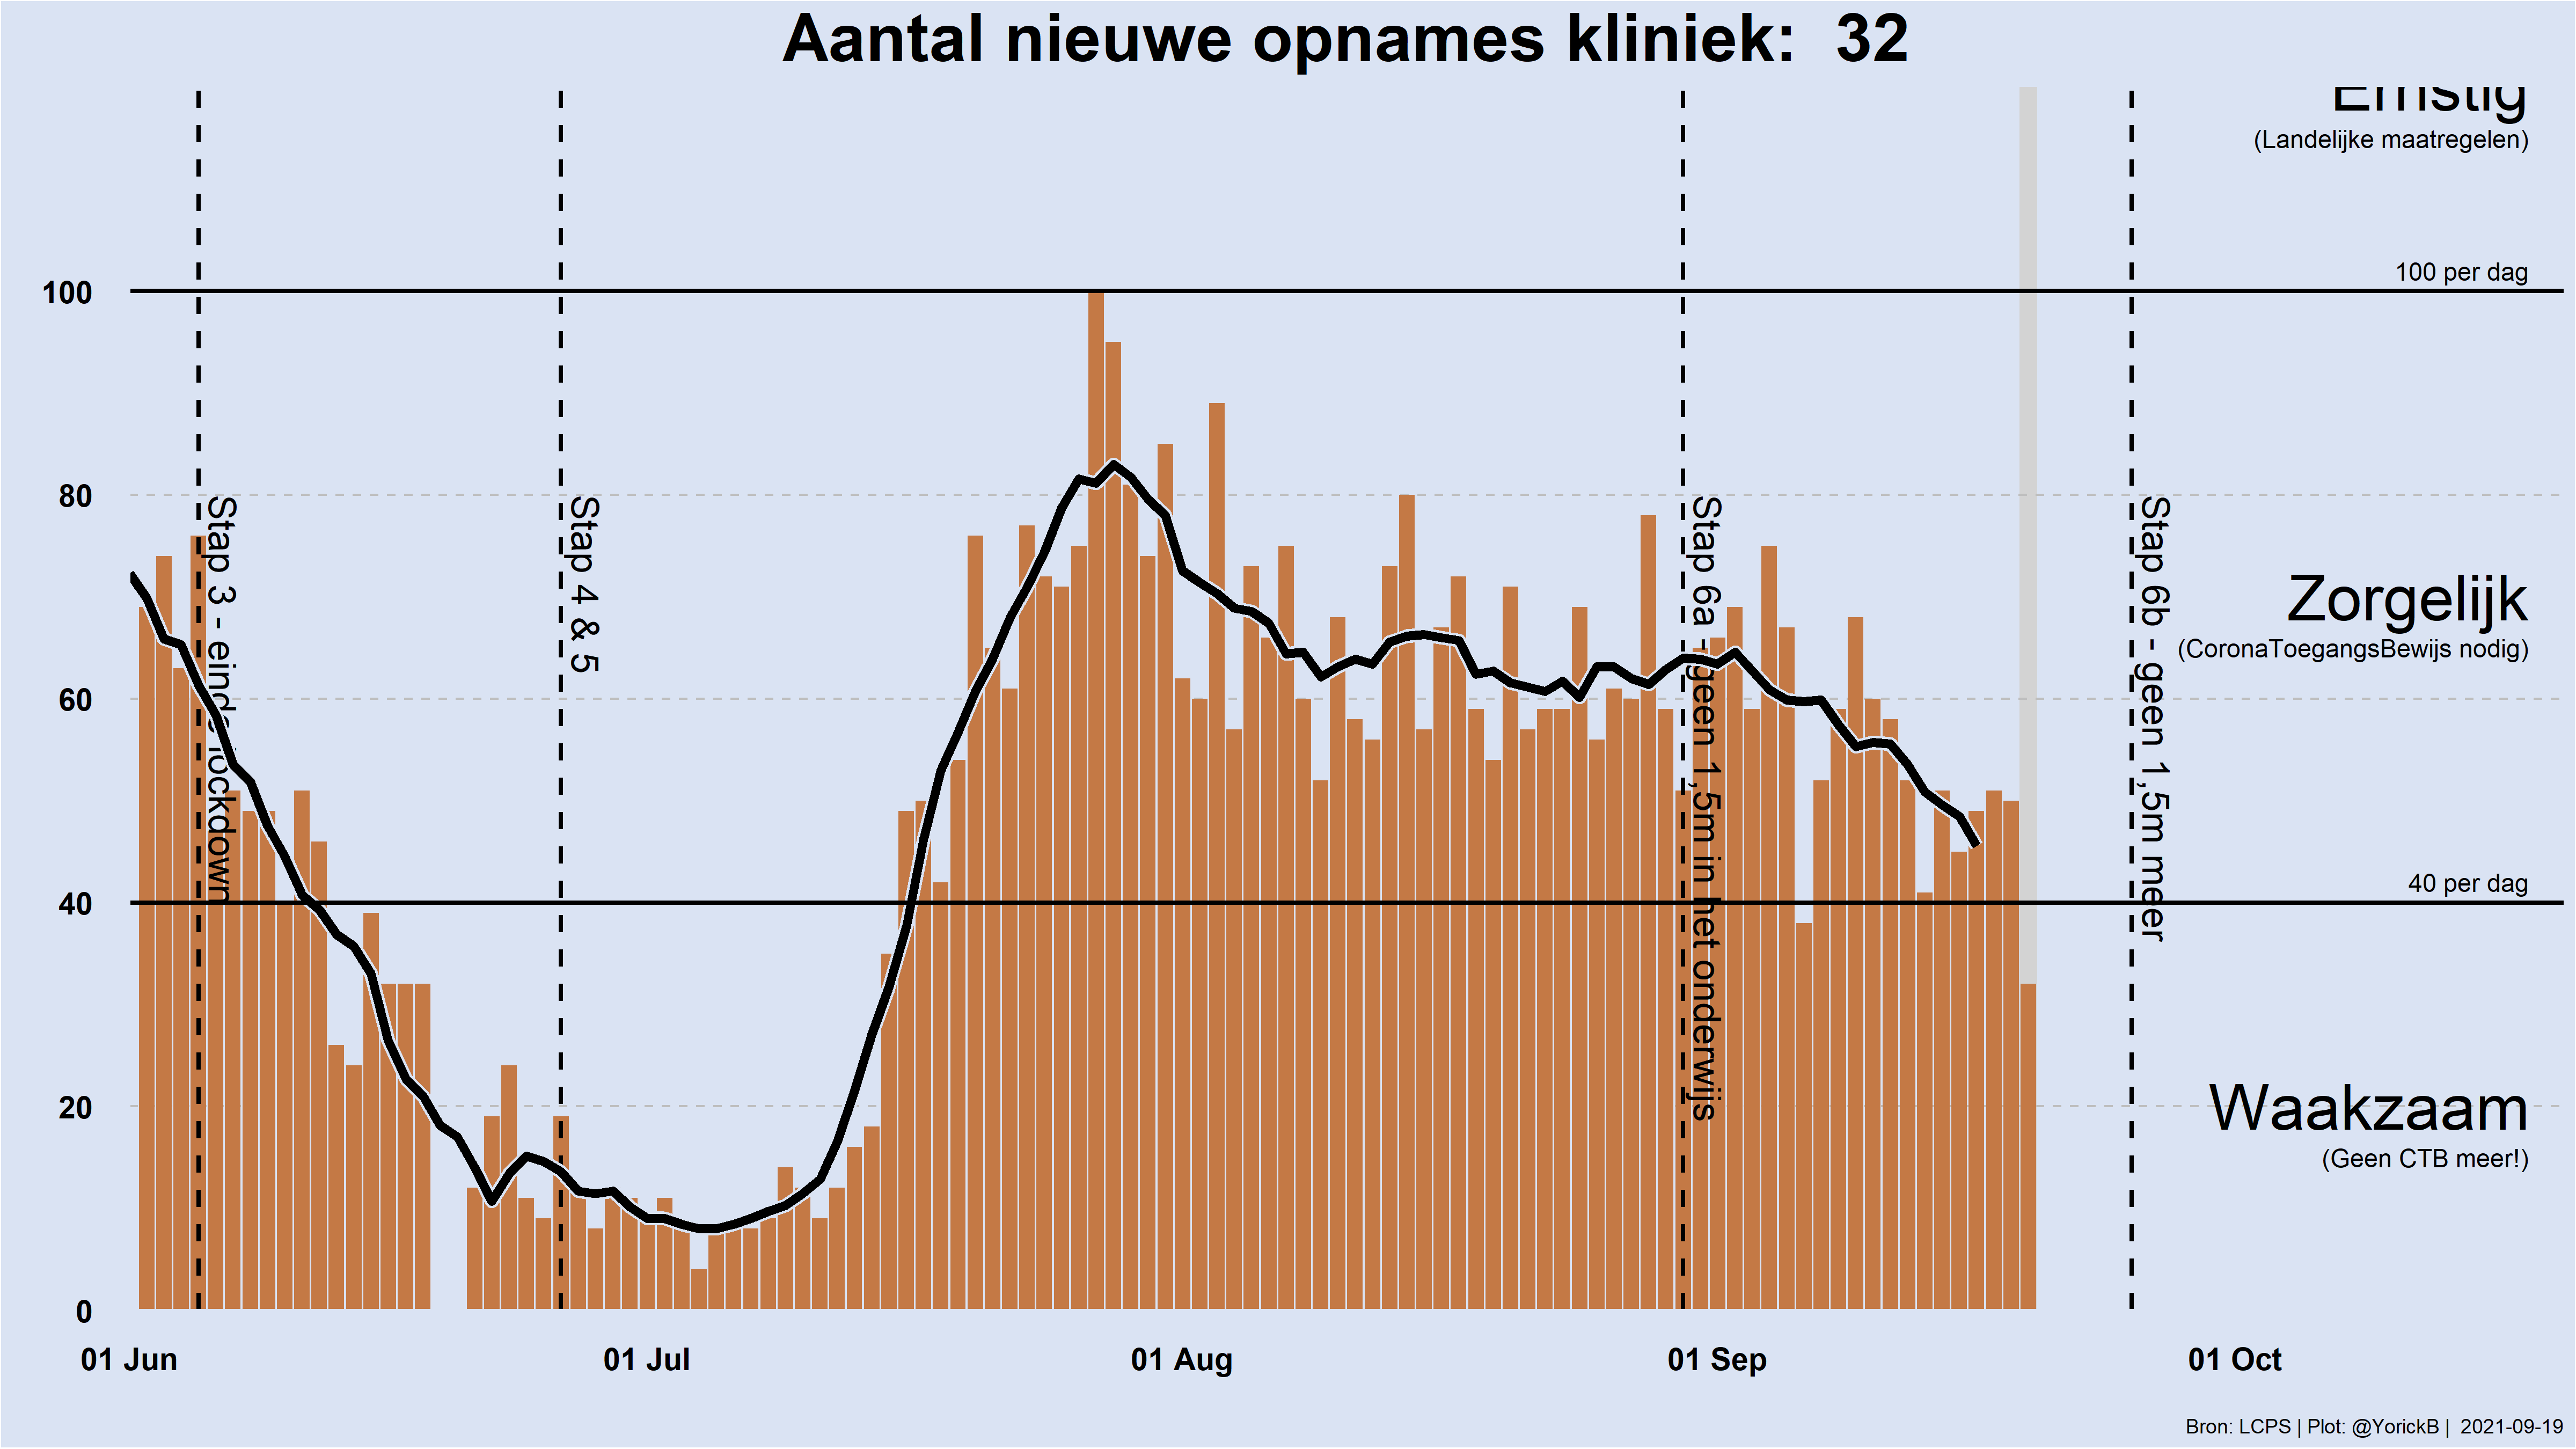 Aantal nieuwe opnames kliniek: 32
Ernstig
(Landelijke maatregelen)
100 per dag
100
80
60
40
20
0
Stap 3 - einde lockdown
Stap 4 & 5
Stap 6a - geen 1,5m in het onderwijs
Stap 6b - geen 1,5m meer
Zorgelijk
(CoronaToegangsBewijs nodig)
40 per dag
Waakzaam
(Geen CTB meer!)
01 Jun
01 Jul
01 Aug
01 Sep
01 Oct
Bron: LCPS | Plot: @YorickB | 2021-09-19